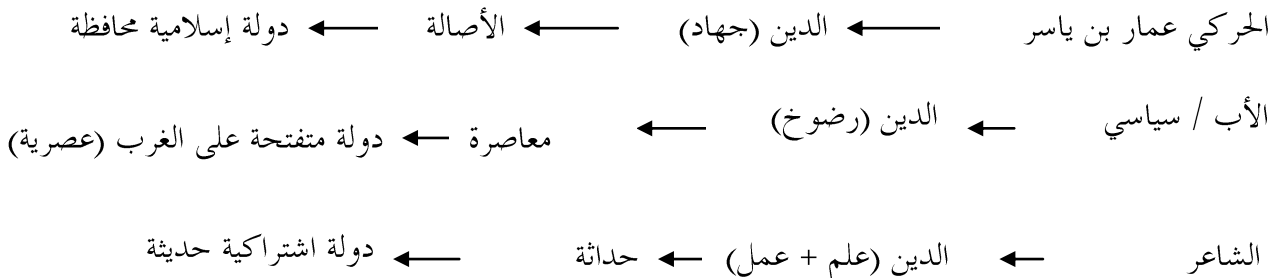 الحركي عمار بن ياسر ← الدين (جهاد) ← الأصالة ← دولة إسلامية محافظة
الأب / سياسي ← الدين (رضوخ) ← معاصرة ← دولة متفتحة على الغرب (عصرية)
الشاعر ← الدين (علم + عمل) ← حداثة ← دولة اشتراكية حديثة